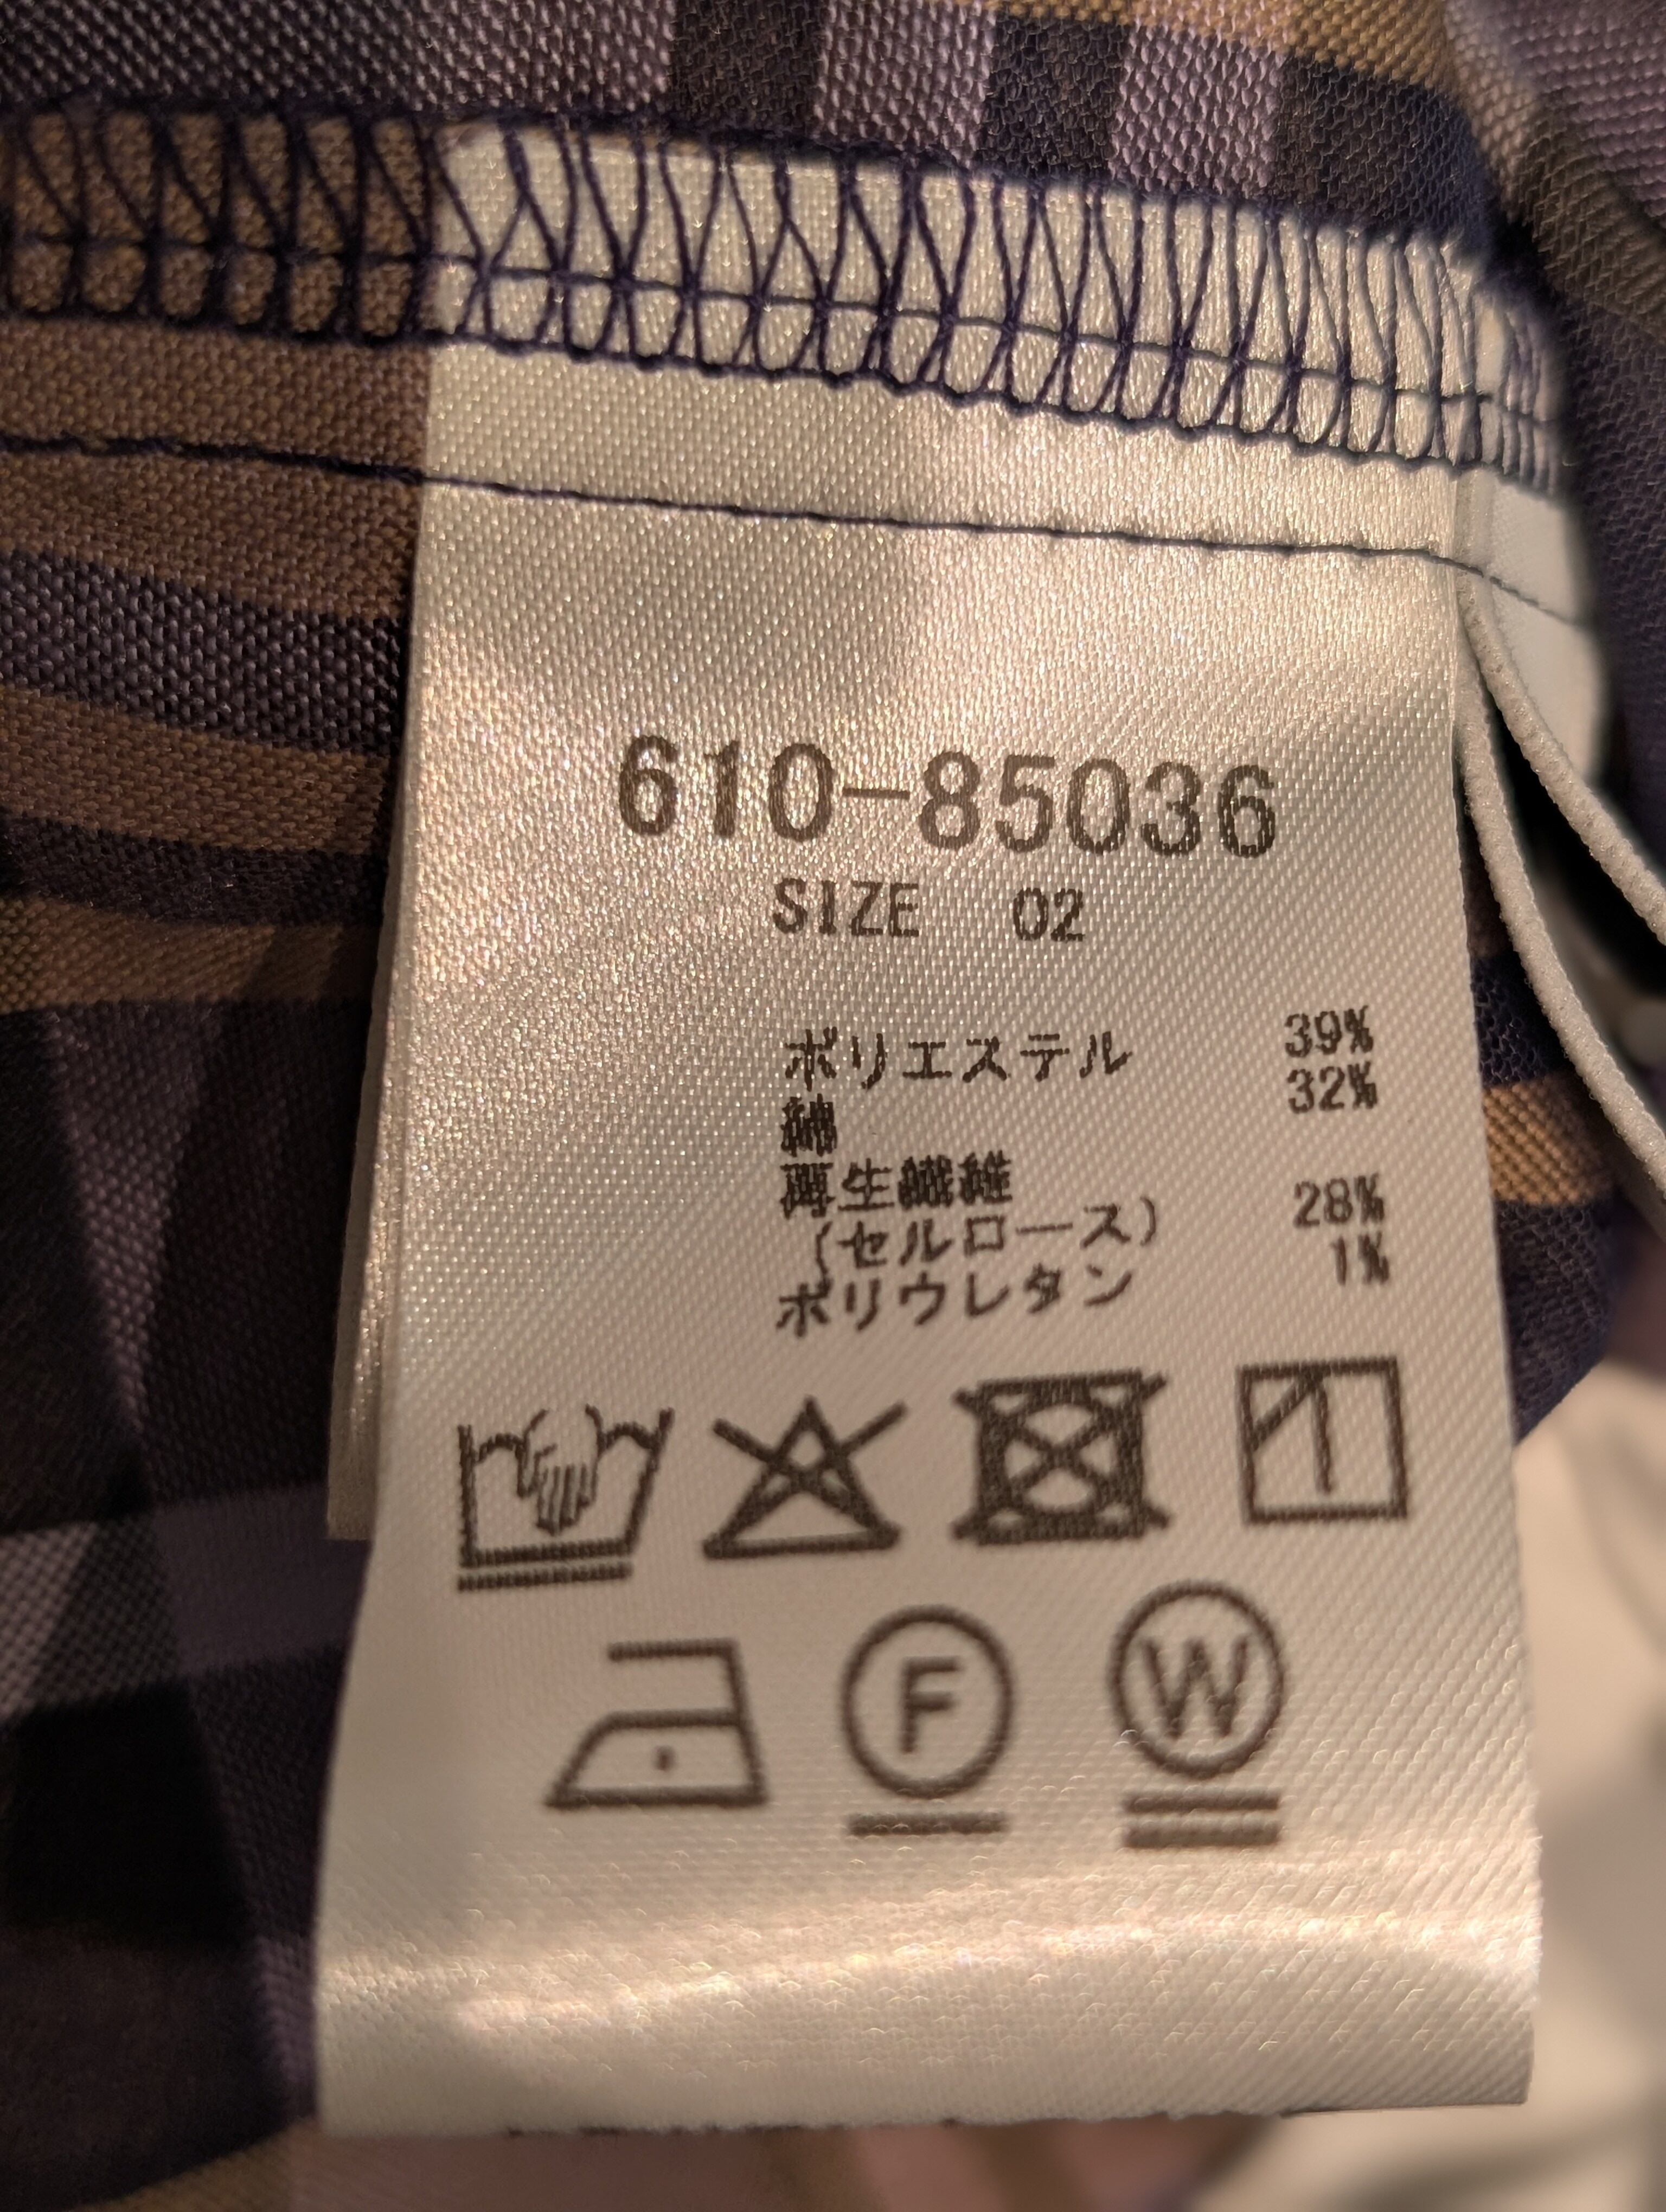 610-85036
SIZE 02
ポリエステル 39%
綿 32%
再生繊維
(セルロース) 28%
ポリウレタン 1%
F
W